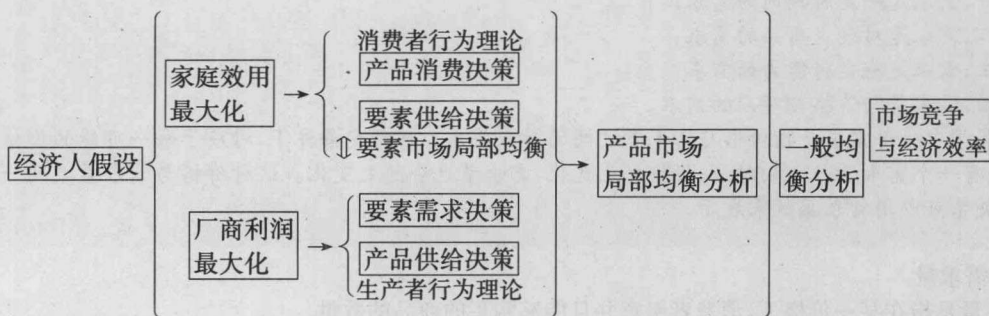 经济人假设
家庭效用
最大化
消费者行为理论
产品消费决策
要素供给决策
⇕要素市场局部均衡
厂商利润
最大化
要素需求决策
产品供给决策
生产者行为理论
产品市场
局部均衡分析
一般均
衡分析
市场竞争
与经济效率